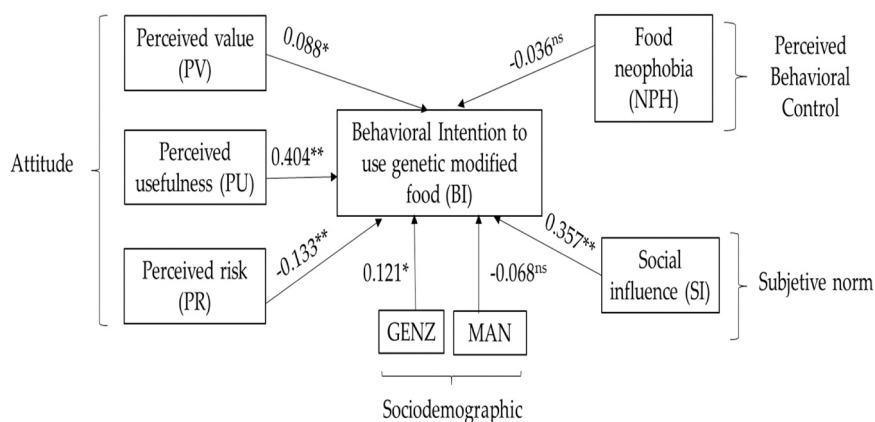 Attitude
Perceived value
(PV)
0.088*
Perceived
usefulness (PU)
0.404**
Perceived risk
(PR)
-0.133**
Behavioral Intention to
use genetic modified
food (BI)
-0.036ns
Food
neophobia
(NPH)
Perceived
Behavioral
Control
0.357**
Social
influence (SI)
Subjetive norm
0.121*
-0.068ns
GENZ
MAN
Sociodemographic